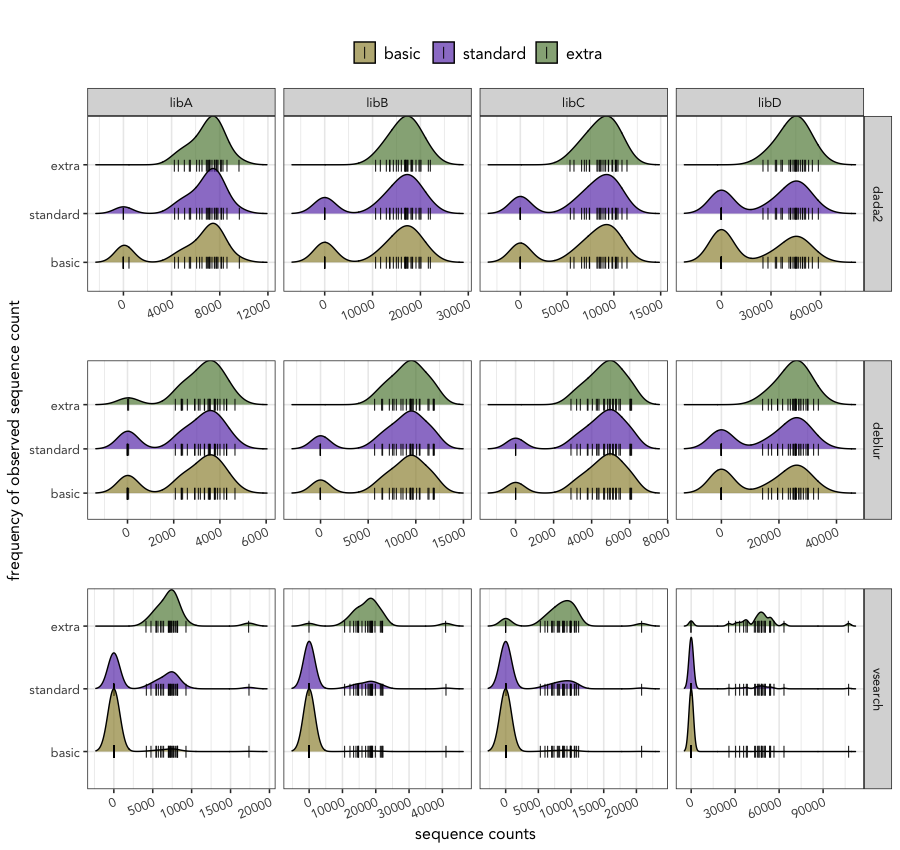 basic standard extra
libA libB libC libD
extra
standard
basic
dada2
0 4000 8000 12000 0 10000 20000 30000 0 5000 10000 15000 0 30000 60000
extra
standard
basic
deblur
0 2000 4000 6000 0 5000 10000 15000 0 2000 4000 6000 8000 0 20000 40000
extra
standard
basic
vsearch
0 5000 10000 15000 20000 0 10000 20000 30000 40000 0 5000 10000 15000 20000 0 30000 60000 90000
frequency of observed sequence count
sequence counts